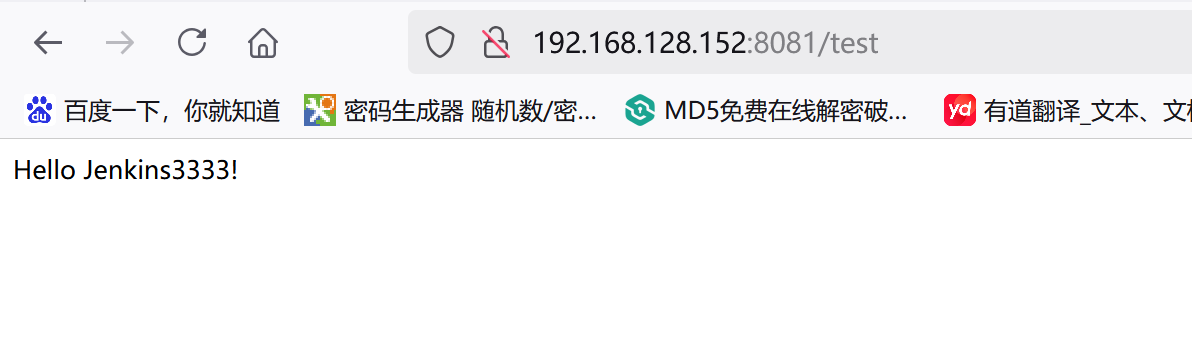 192.168.128.152:8081/test
du 百度一下，你就知道 密码生成器 随机数/密... MD5免费在线解密破... yd 有道翻译_文本、文
Hello Jenkins3333!